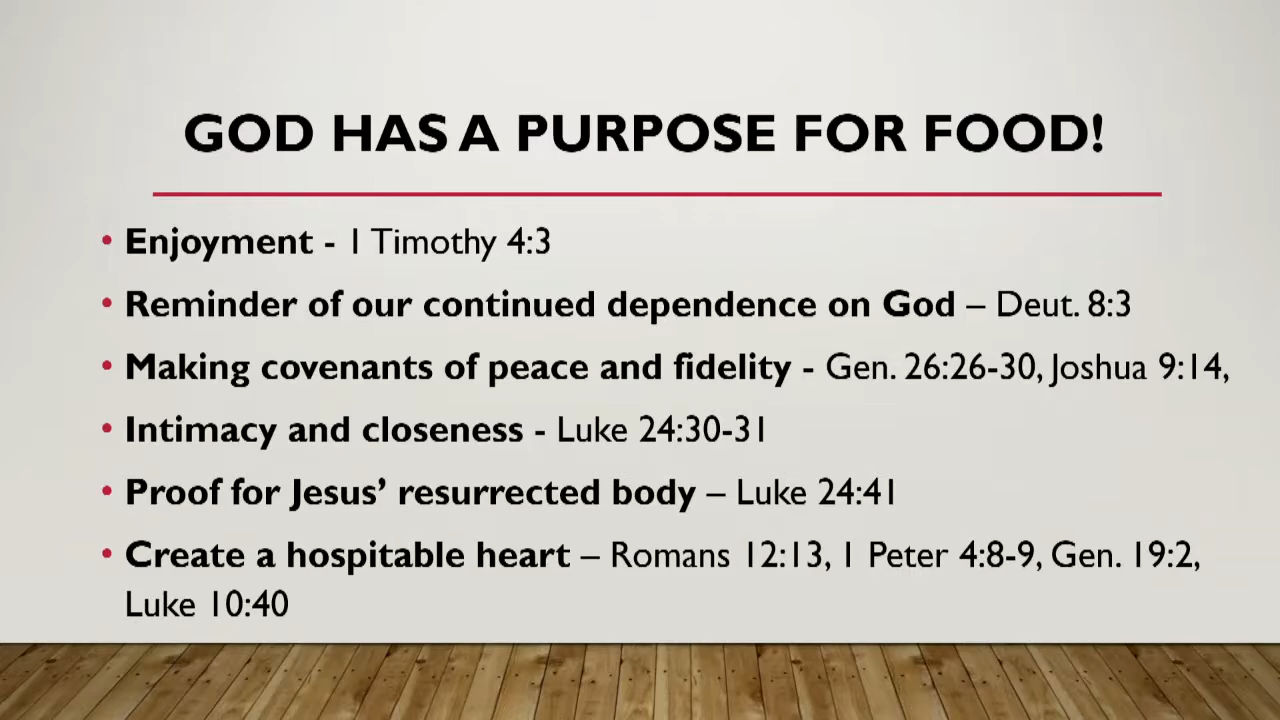 GOD HAS A PURPOSE FOR FOOD!
• Enjoyment - 1 Timothy 4:3
• Reminder of our continued dependence on God – Deut. 8:3
• Making covenants of peace and fidelity - Gen. 26:26-30, Joshua 9:14,
• Intimacy and closeness - Luke 24:30-31
• Proof for Jesus’ resurrected body – Luke 24:41
• Create a hospitable heart – Romans 12:13, 1 Peter 4:8-9, Gen. 19:2,
Luke 10:40